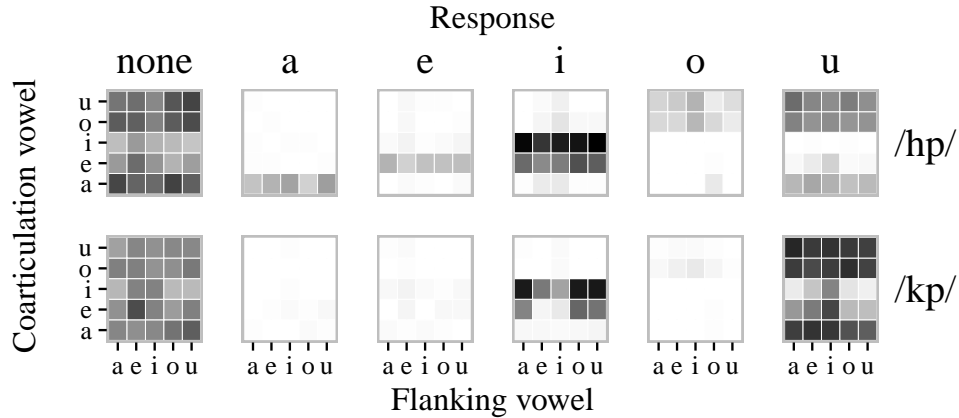 Response
none a e i o u
Coarticulation vowel
u
o
i
e
a
/hp/
u
o
i
e
a
/kp/
a e i o u a e i o u a e i o u a e i o u a e i o u a e i o u
Flanking vowel